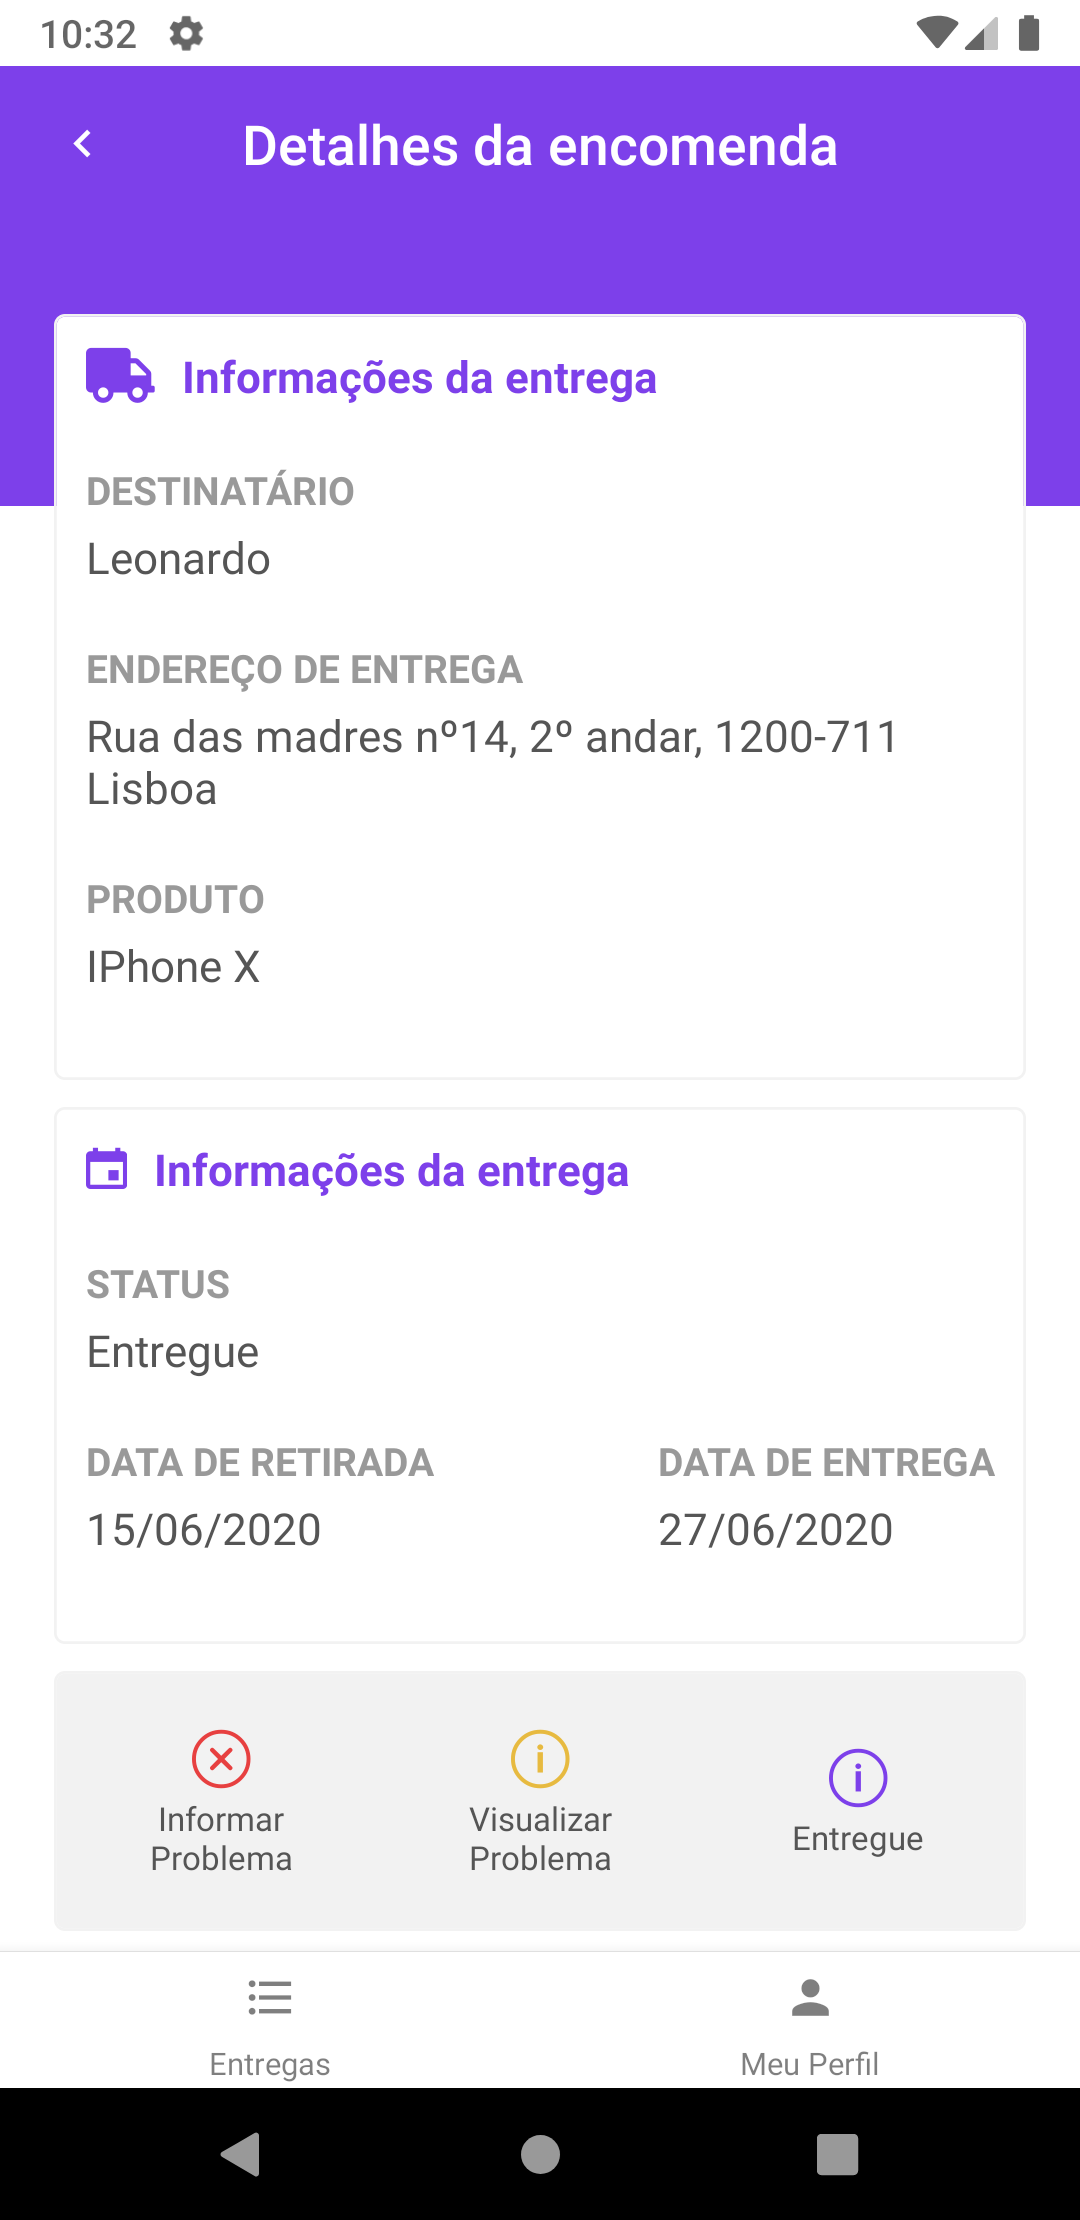 10:32
Detalhes da encomenda
Informações da entrega
DESTINATÁRIO
Leonardo
ENDEREÇO DE ENTREGA
Rua das madres nº14, 2º andar, 1200-711
Lisboa
PRODUTO
IPhone X
Informações da entrega
STATUS
Entregue
DATA DE RETIRADA
15/06/2020
DATA DE ENTREGA
27/06/2020
Informar
Problema
Visualizar
Problema
Entregue
Entregas
Meu Perfil